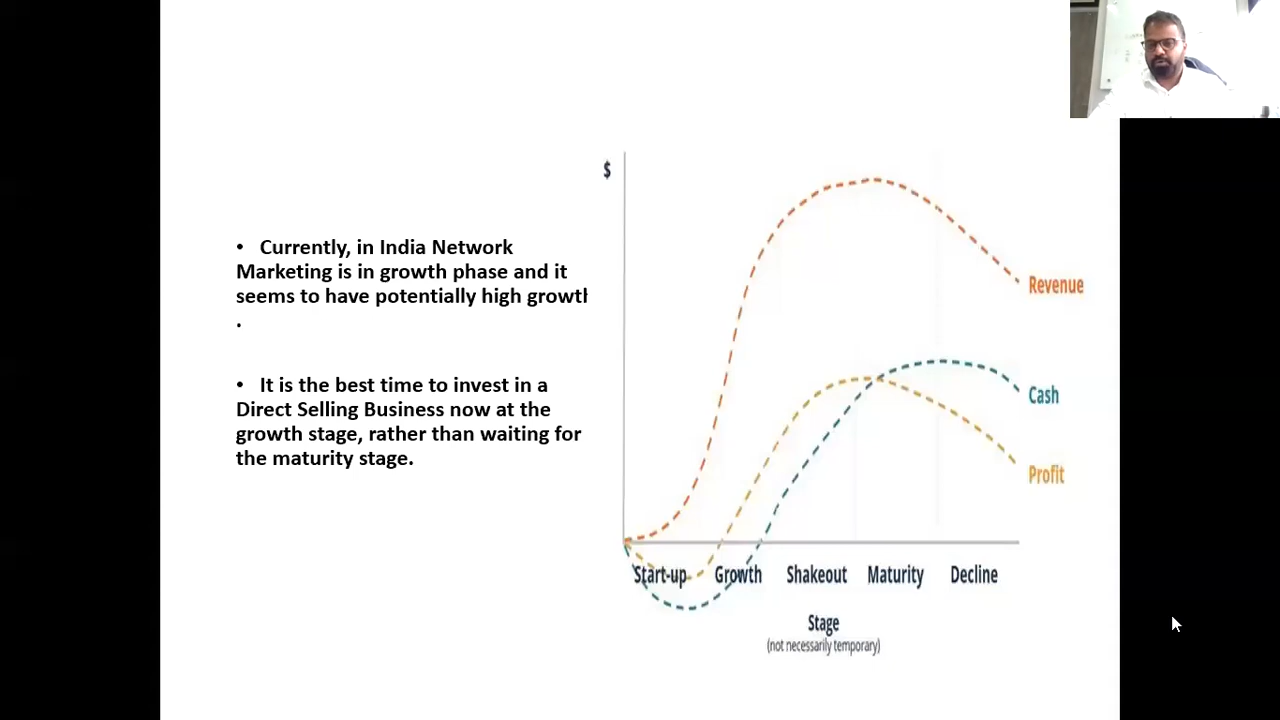 • Currently, in India Network
Marketing is in growth phase and it
seems to have potentially high growth
.
• It is the best time to invest in a
Direct Selling Business now at the
growth stage, rather than waiting for
the maturity stage.
$
Revenue
Cash
Profit
Start-up Growth Shakeout Maturity Decline
Stage
(not necessarily temporary)